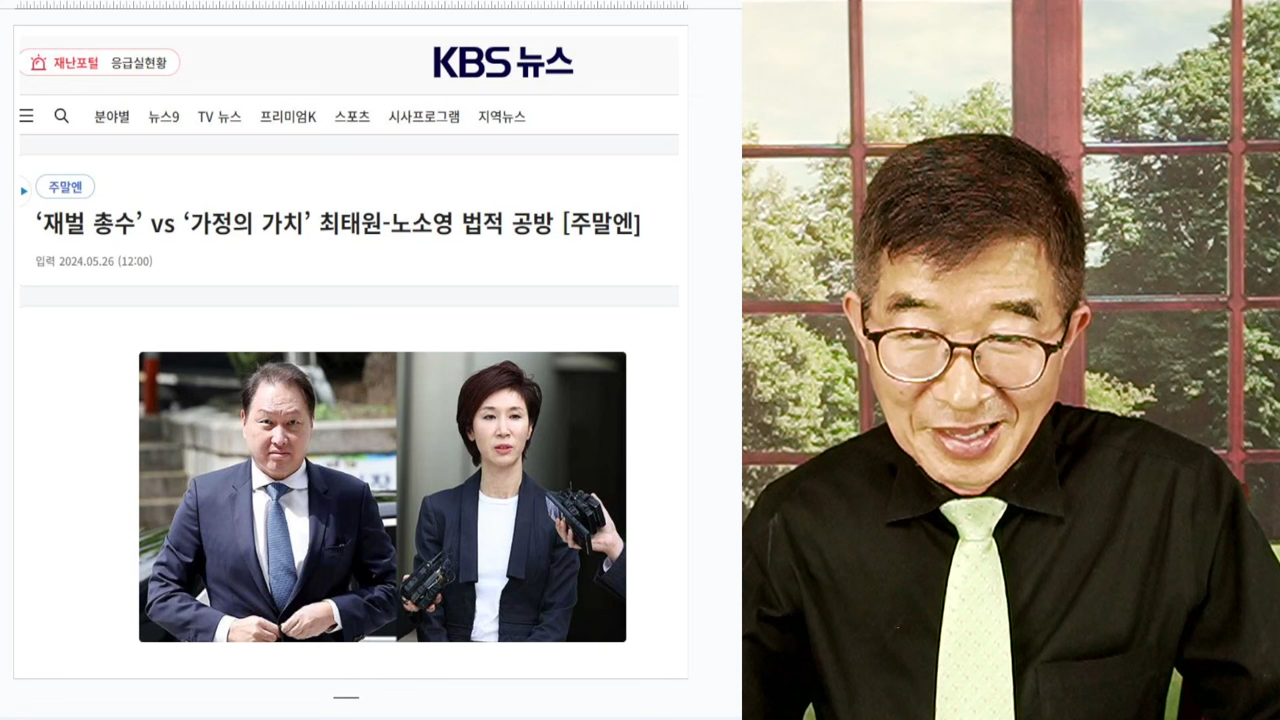 재난포털 응급실현황
KBS 뉴스
분야별 뉴스9 TV 뉴스 프리미엄K 스포츠 시사프로그램 지역뉴스
주말엔
‘재벌 총수’ vs ‘가정의 가치’ 최태원-노소영 법적 공방 [주말엔]
입력 2024.05.26 (12:00)